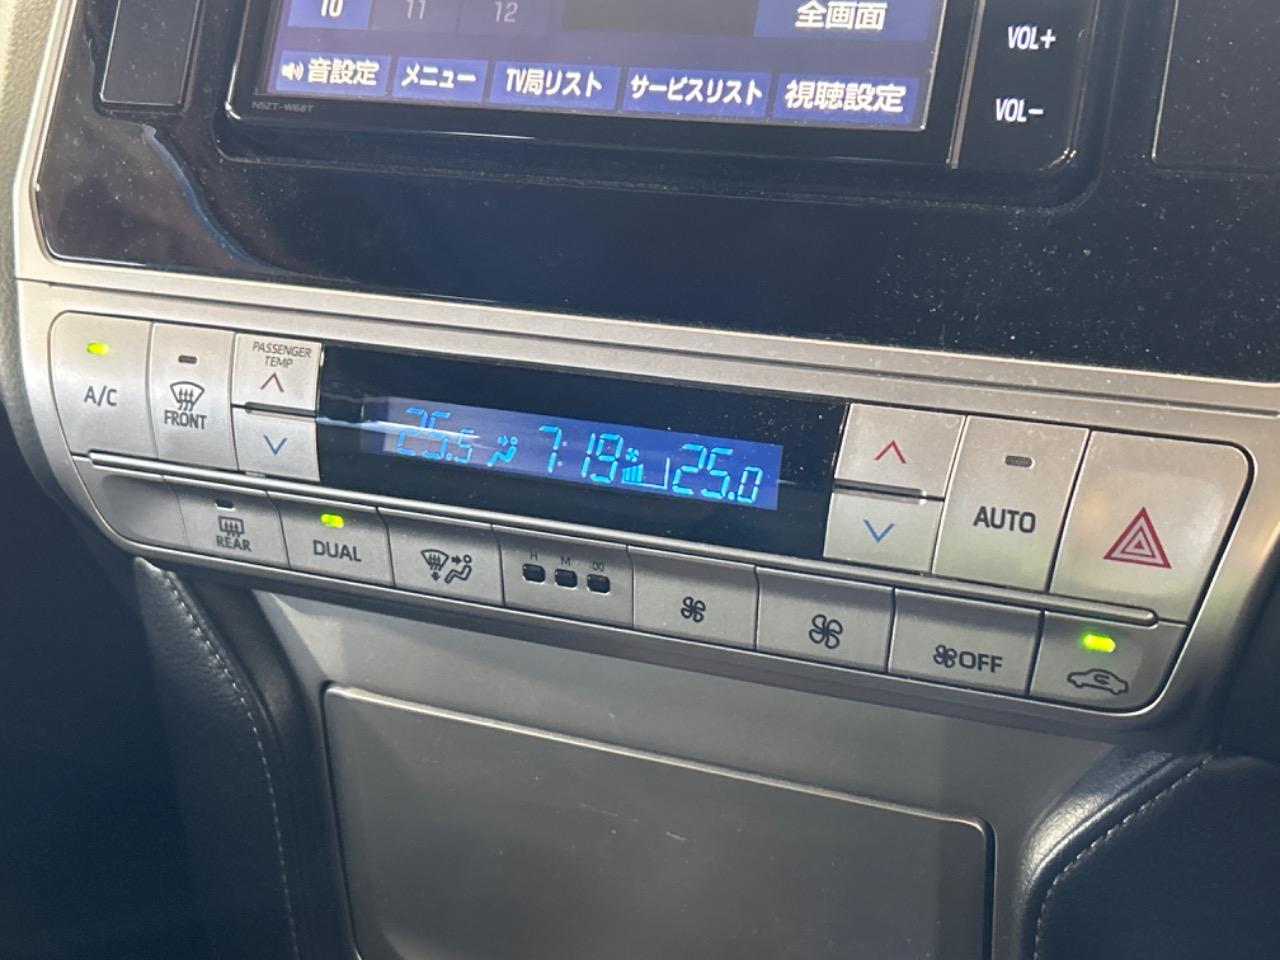 10 11 12 全画面
音設定 メニュー TV局リスト サービスリスト 視聴設定
NSZT-W68T
VOL+
VOL-
A/C
FRONT
PASSENGER
TEMP
25.5 7:19 25.0
AUTO
REAR
DUAL
H M :00
OFF